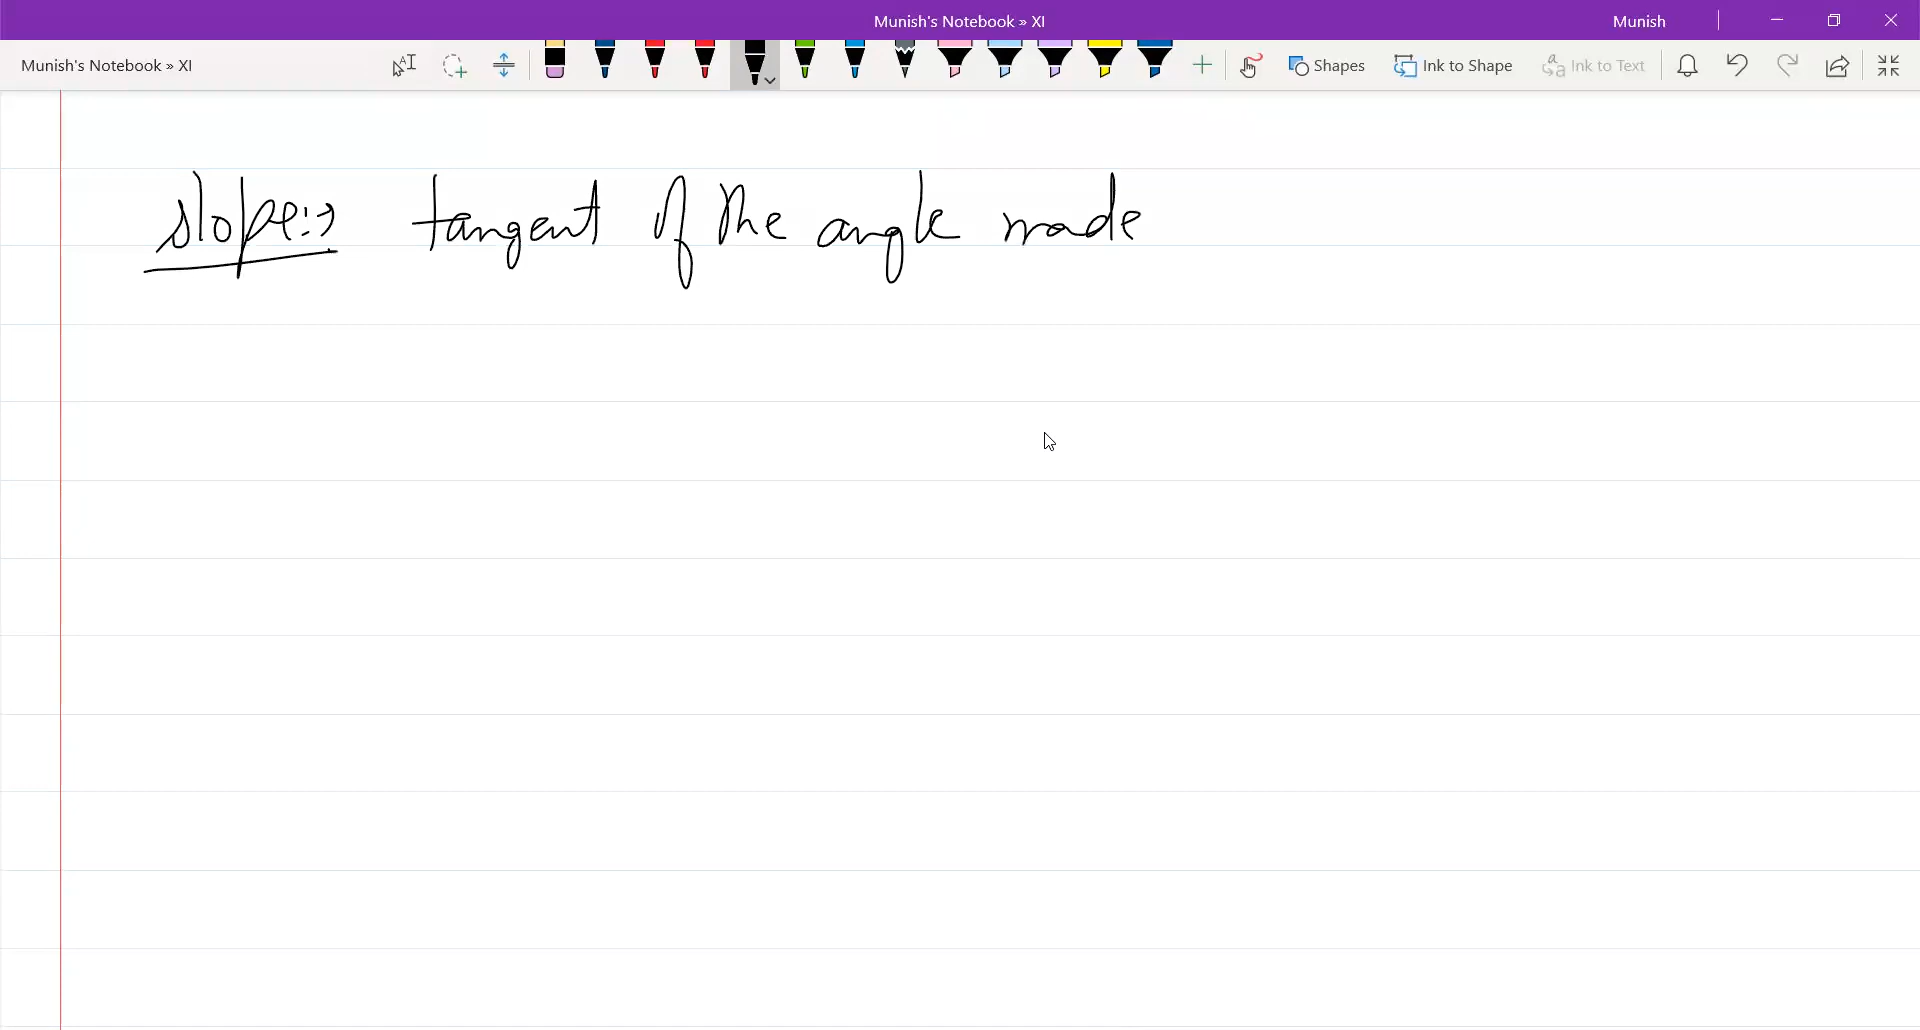 Munish's Notebook » XI
Munish
Munish's Notebook » XI
Shapes
Ink to Shape
Ink to Text
slope:→ tangent of the angle made